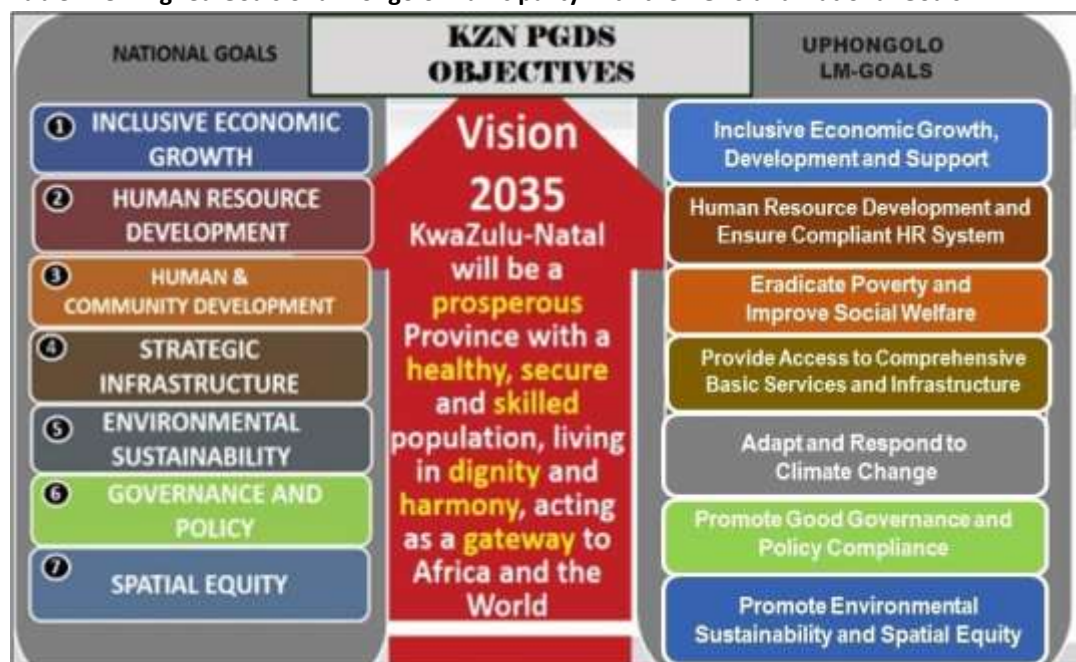 NATIONAL GOALS
KZN PGDS
OBJECTIVES
UPHONGOLO
LM-GOALS
1 INCLUSIVE ECONOMIC
GROWTH
2 HUMAN RESOURCE
DEVELOPMENT
3 HUMAN &
COMMUNITY DEVELOPMENT
4 STRATEGIC
INFRASTRUCTURE
5 ENVIRONMENTAL
SUSTAINABILITY
6 GOVERNANCE AND
POLICY
7 SPATIAL EQUITY
Vision
2035
KwaZulu-Natal
will be a
prosperous
Province with a
healthy, secure
and skilled
population, living
in dignity and
harmony, acting
as a gateway to
Africa and the
World
Inclusive Economic Growth,
Development and Support
Human Resource Development and
Ensure Compliant HR System
Eradicate Poverty and
Improve Social Welfare
Provide Access to Comprehensive
Basic Services and Infrastructure
Adapt and Respond to
Climate Change
Promote Good Governance and
Policy Compliance
Promote Environmental
Sustainability and Spatial Equity